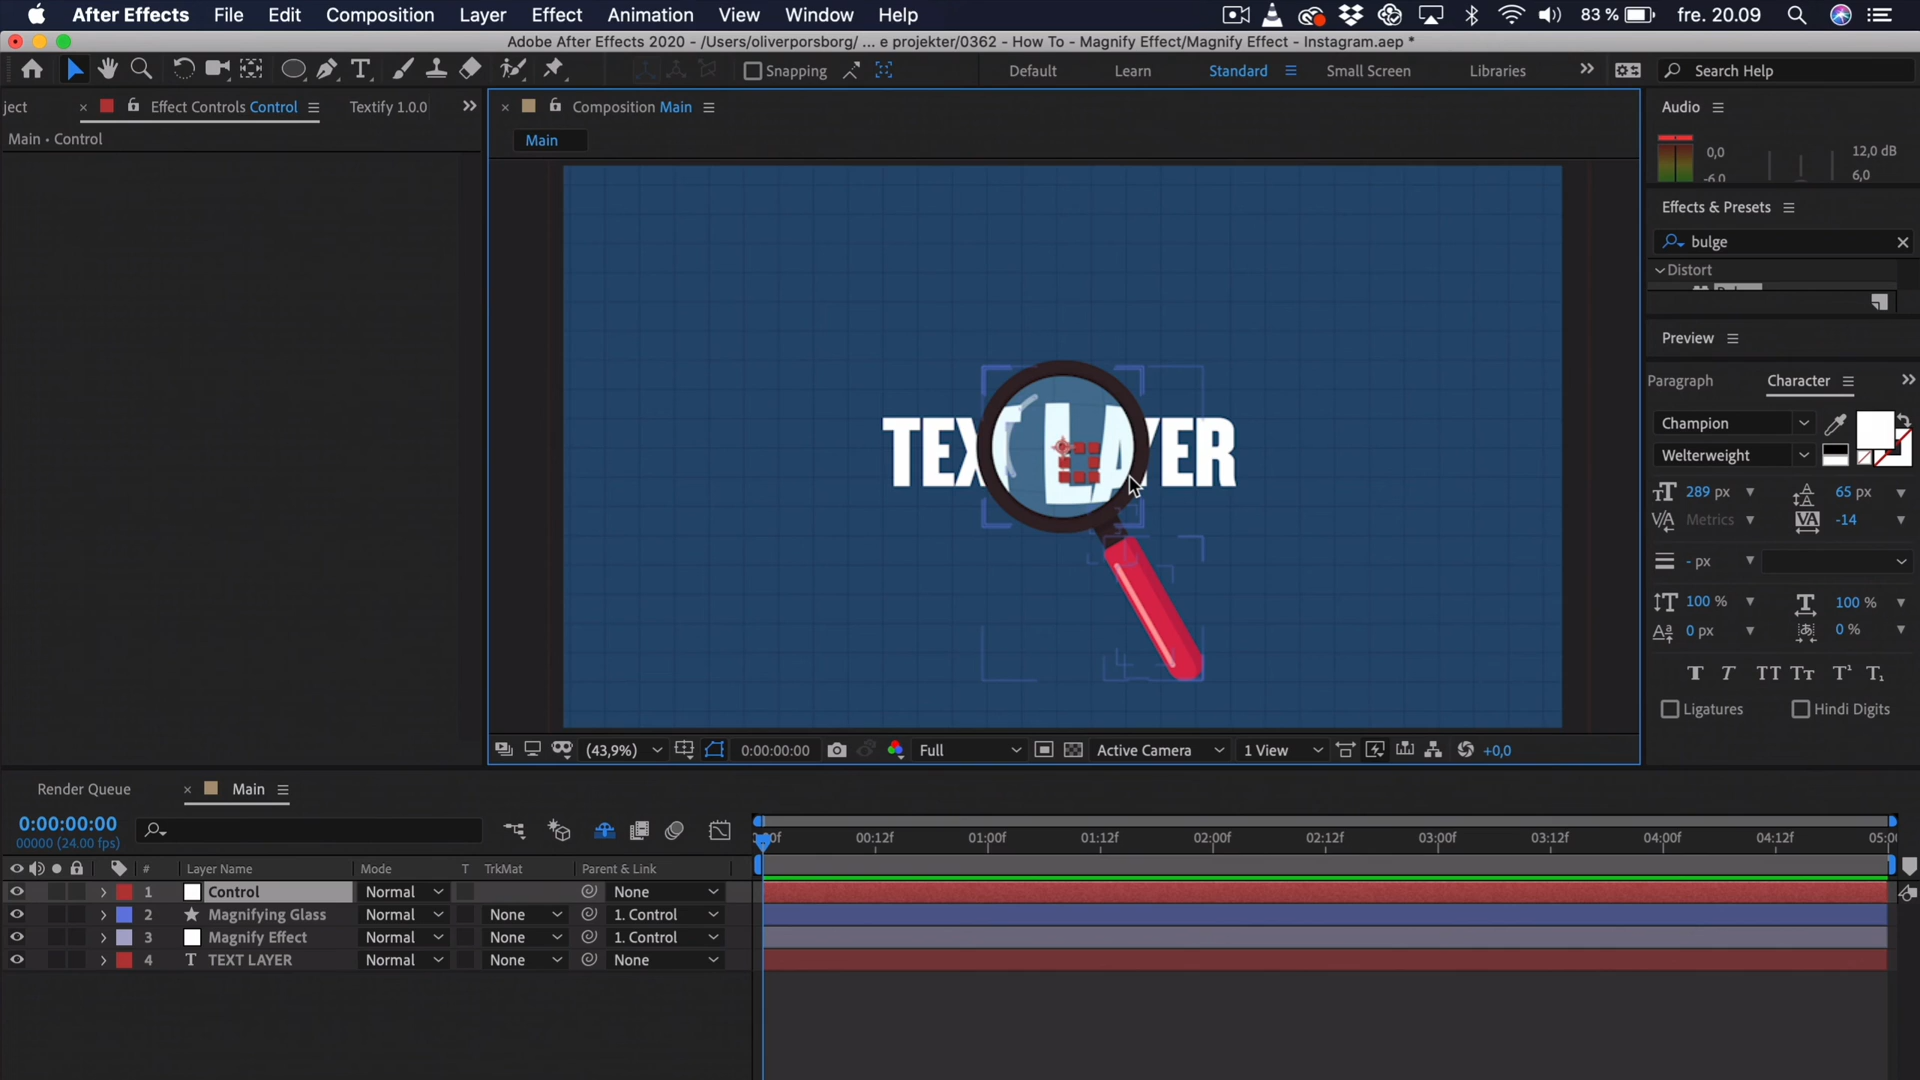 After Effects File Edit Composition Layer Effect Animation View Window Help 83 % fre. 20.09
Adobe After Effects 2020 - /Users/oliverporsborg/ ... e projekter/0362 - How To - Magnify Effect/Magnify Effect - Instagram.aep *
Snapping Default Learn Standard Small Screen Libraries Search Help
ject Effect Controls Control Textify 1.0.0 Composition Main Audio
Main • Control Main
0,0 12,0 dB
-6,0 6,0
Effects & Presets
bulge
Distort
Preview
Paragraph Character
Champion
Welterweight
289 px 65 px
Metrics -14
- px
100 % 100 %
0 px 0 %
Ligatures Hindi Digits
TEXT LAYER
(43,9%) 0:00:00:00 Full Active Camera 1 View +0,0
Render Queue Main
0:00:00:00
00000 (24.00 fps)
:00f 00:12f 01:00f 01:12f 02:00f 02:12f 03:00f 03:12f 04:00f 04:12f 05:00
# Layer Name Mode T TrkMat Parent & Link
1 Control Normal None
2 Magnifying Glass Normal None 1. Control
3 Magnify Effect Normal None 1. Control
4 TEXT LAYER Normal None None